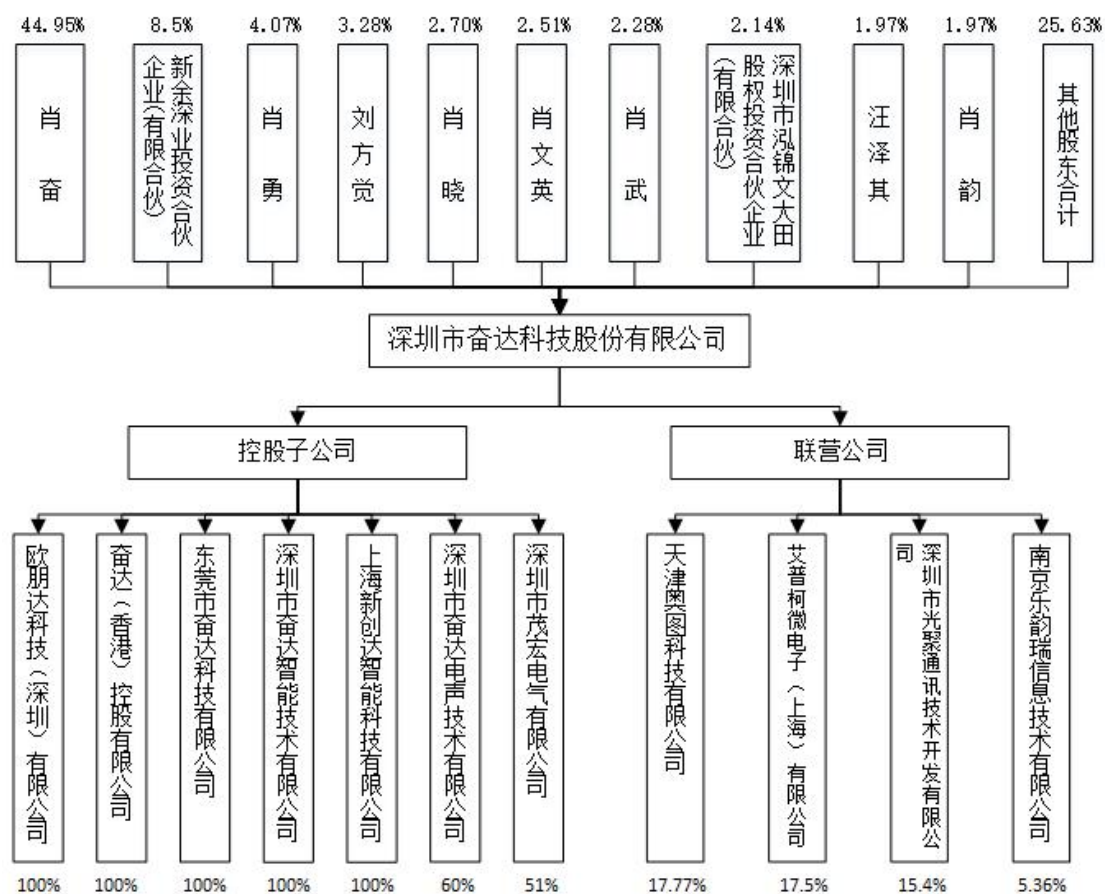 44.95% 8.5% 4.07% 3.28% 2.70% 2.51% 2.28% 2.14% 1.97% 1.97% 25.63%
肖奋
新余深业投资合伙
企业(有限合伙)
肖勇
刘方觉
肖晓
肖文英
肖武
深圳市泓锦文大田
股权投资合伙企业
(有限合伙)
汪泽其
肖韵
其他股东合计
深圳市奋达科技股份有限公司
控股子公司
联营公司
欧朋达科技（深圳）有限公司
奋达（香港）控股有限公司
东莞市奋达科技有限公司
深圳市奋达智能技术有限公司
上海新创达智能科技有限公司
深圳市奋达电声技术有限公司
深圳市茂宏电气有限公司
天津奥图科技有限公司
艾普柯微电子（上海）有限公司
深圳市光聚通讯技术开发有限公
司
南京乐韵瑞信息技术有限公司
100% 100% 100% 100% 100% 60% 51% 17.77% 17.5% 15.4% 5.36%